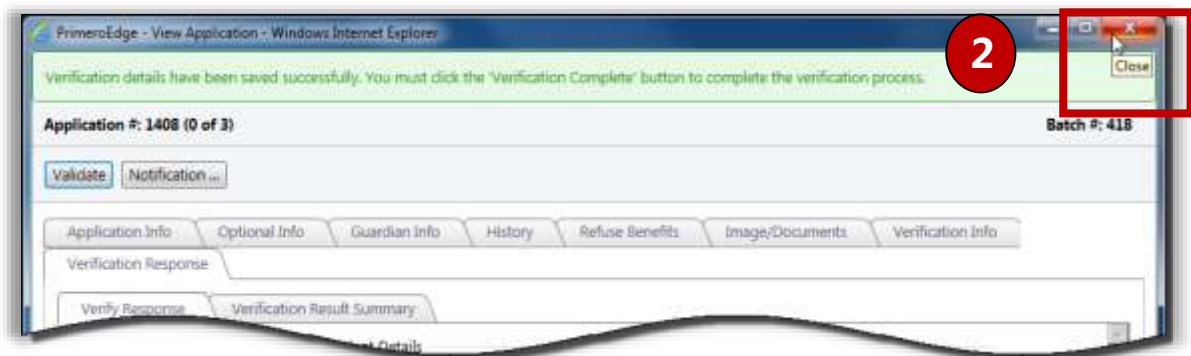 PrimeroEdge - View Application - Windows Internet Explorer
2
Close
Verification details have been saved successfully. You must click the 'Verification Complete' button to complete the verification process.
Application #: 1408 (0 of 3)
Batch #: 418
Validate
Notification ...
Application Info
Optional Info
Guardian Info
History
Refuse Benefits
Image/Documents
Verification Info
Verification Response
Verify Response
Verification Result Summary
Details